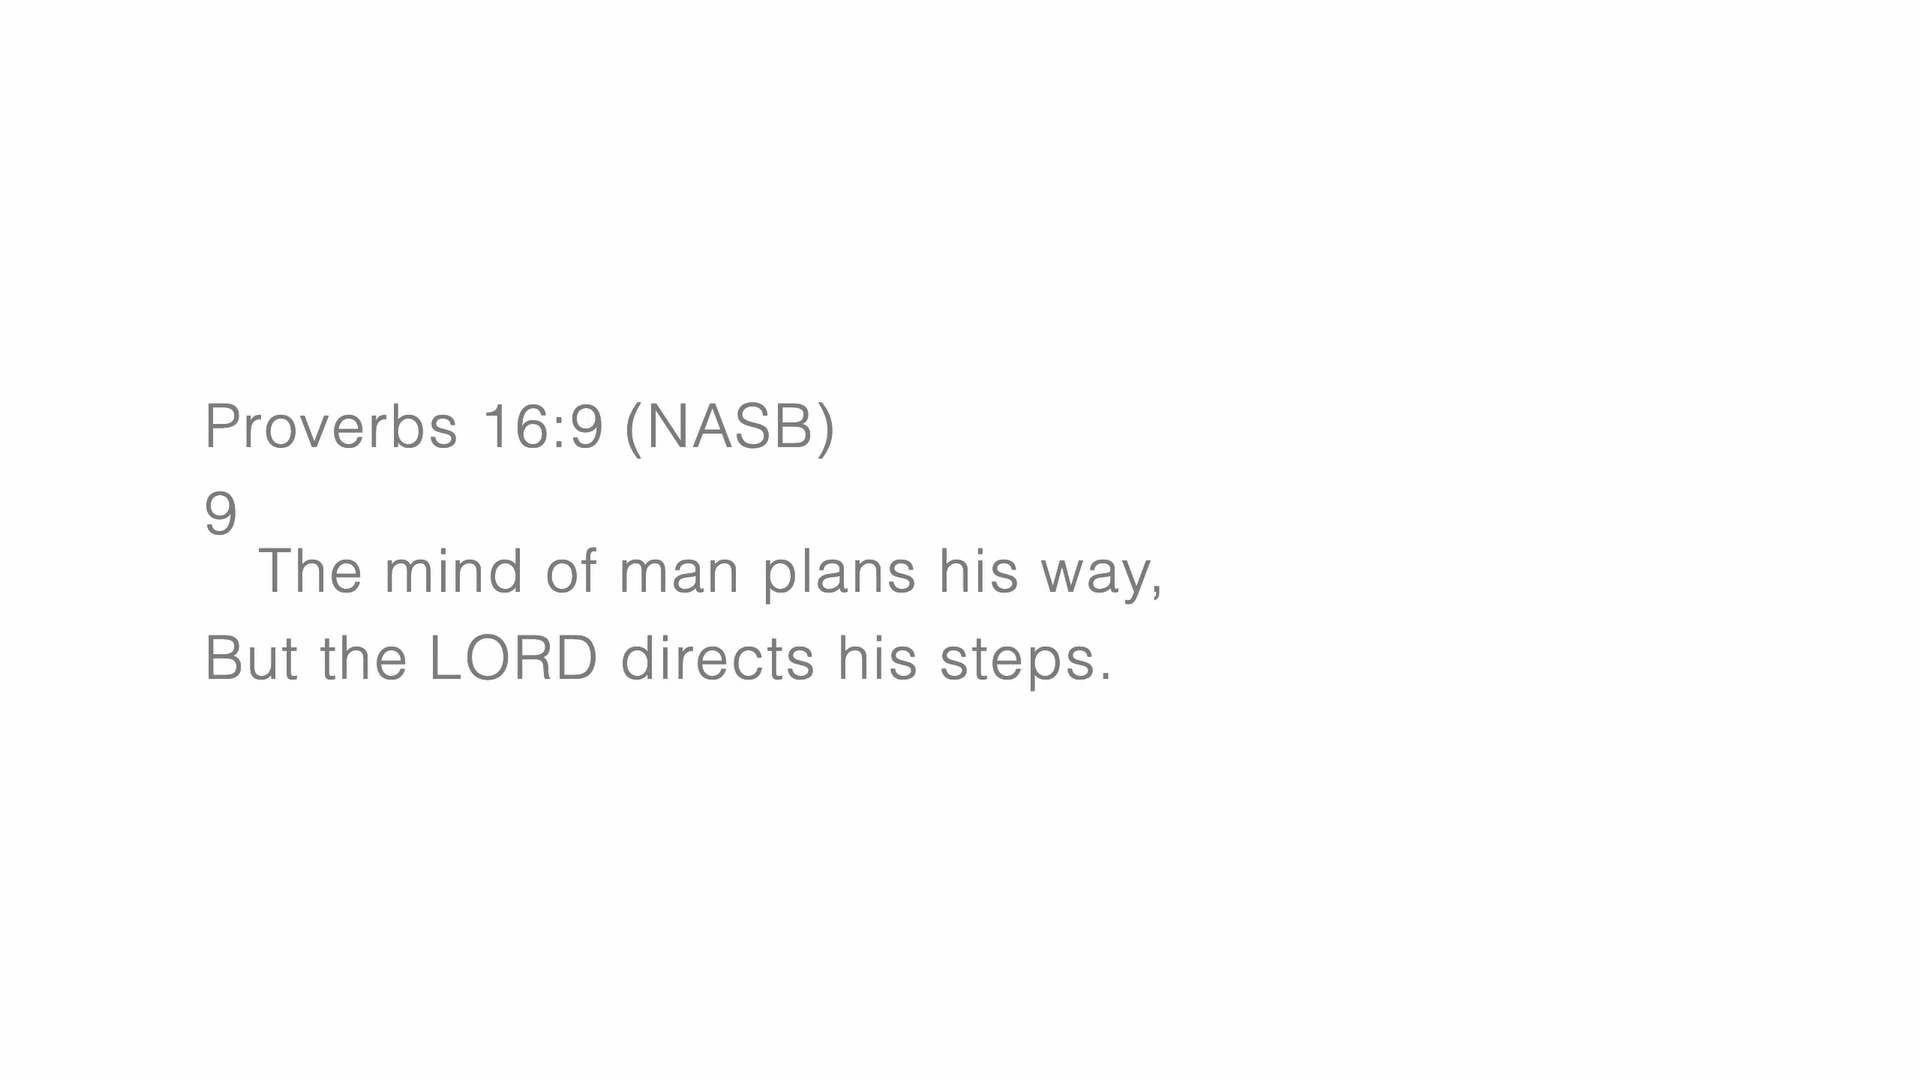 Proverbs 16:9 (NASB)
9
The mind of man plans his way,
But the LORD directs his steps.